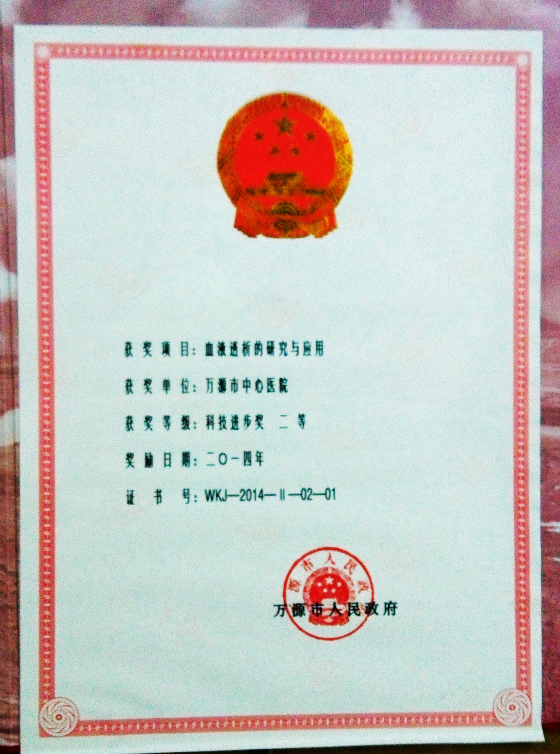 获奖项目：血液透析的研究与应用
获奖单位：万源市中心医院
获奖等级：科技进步奖 二等
奖励日期：二〇一四年
证书号：WKJ—2014—Ⅱ—02—01
源市人民政
万源市人民政府